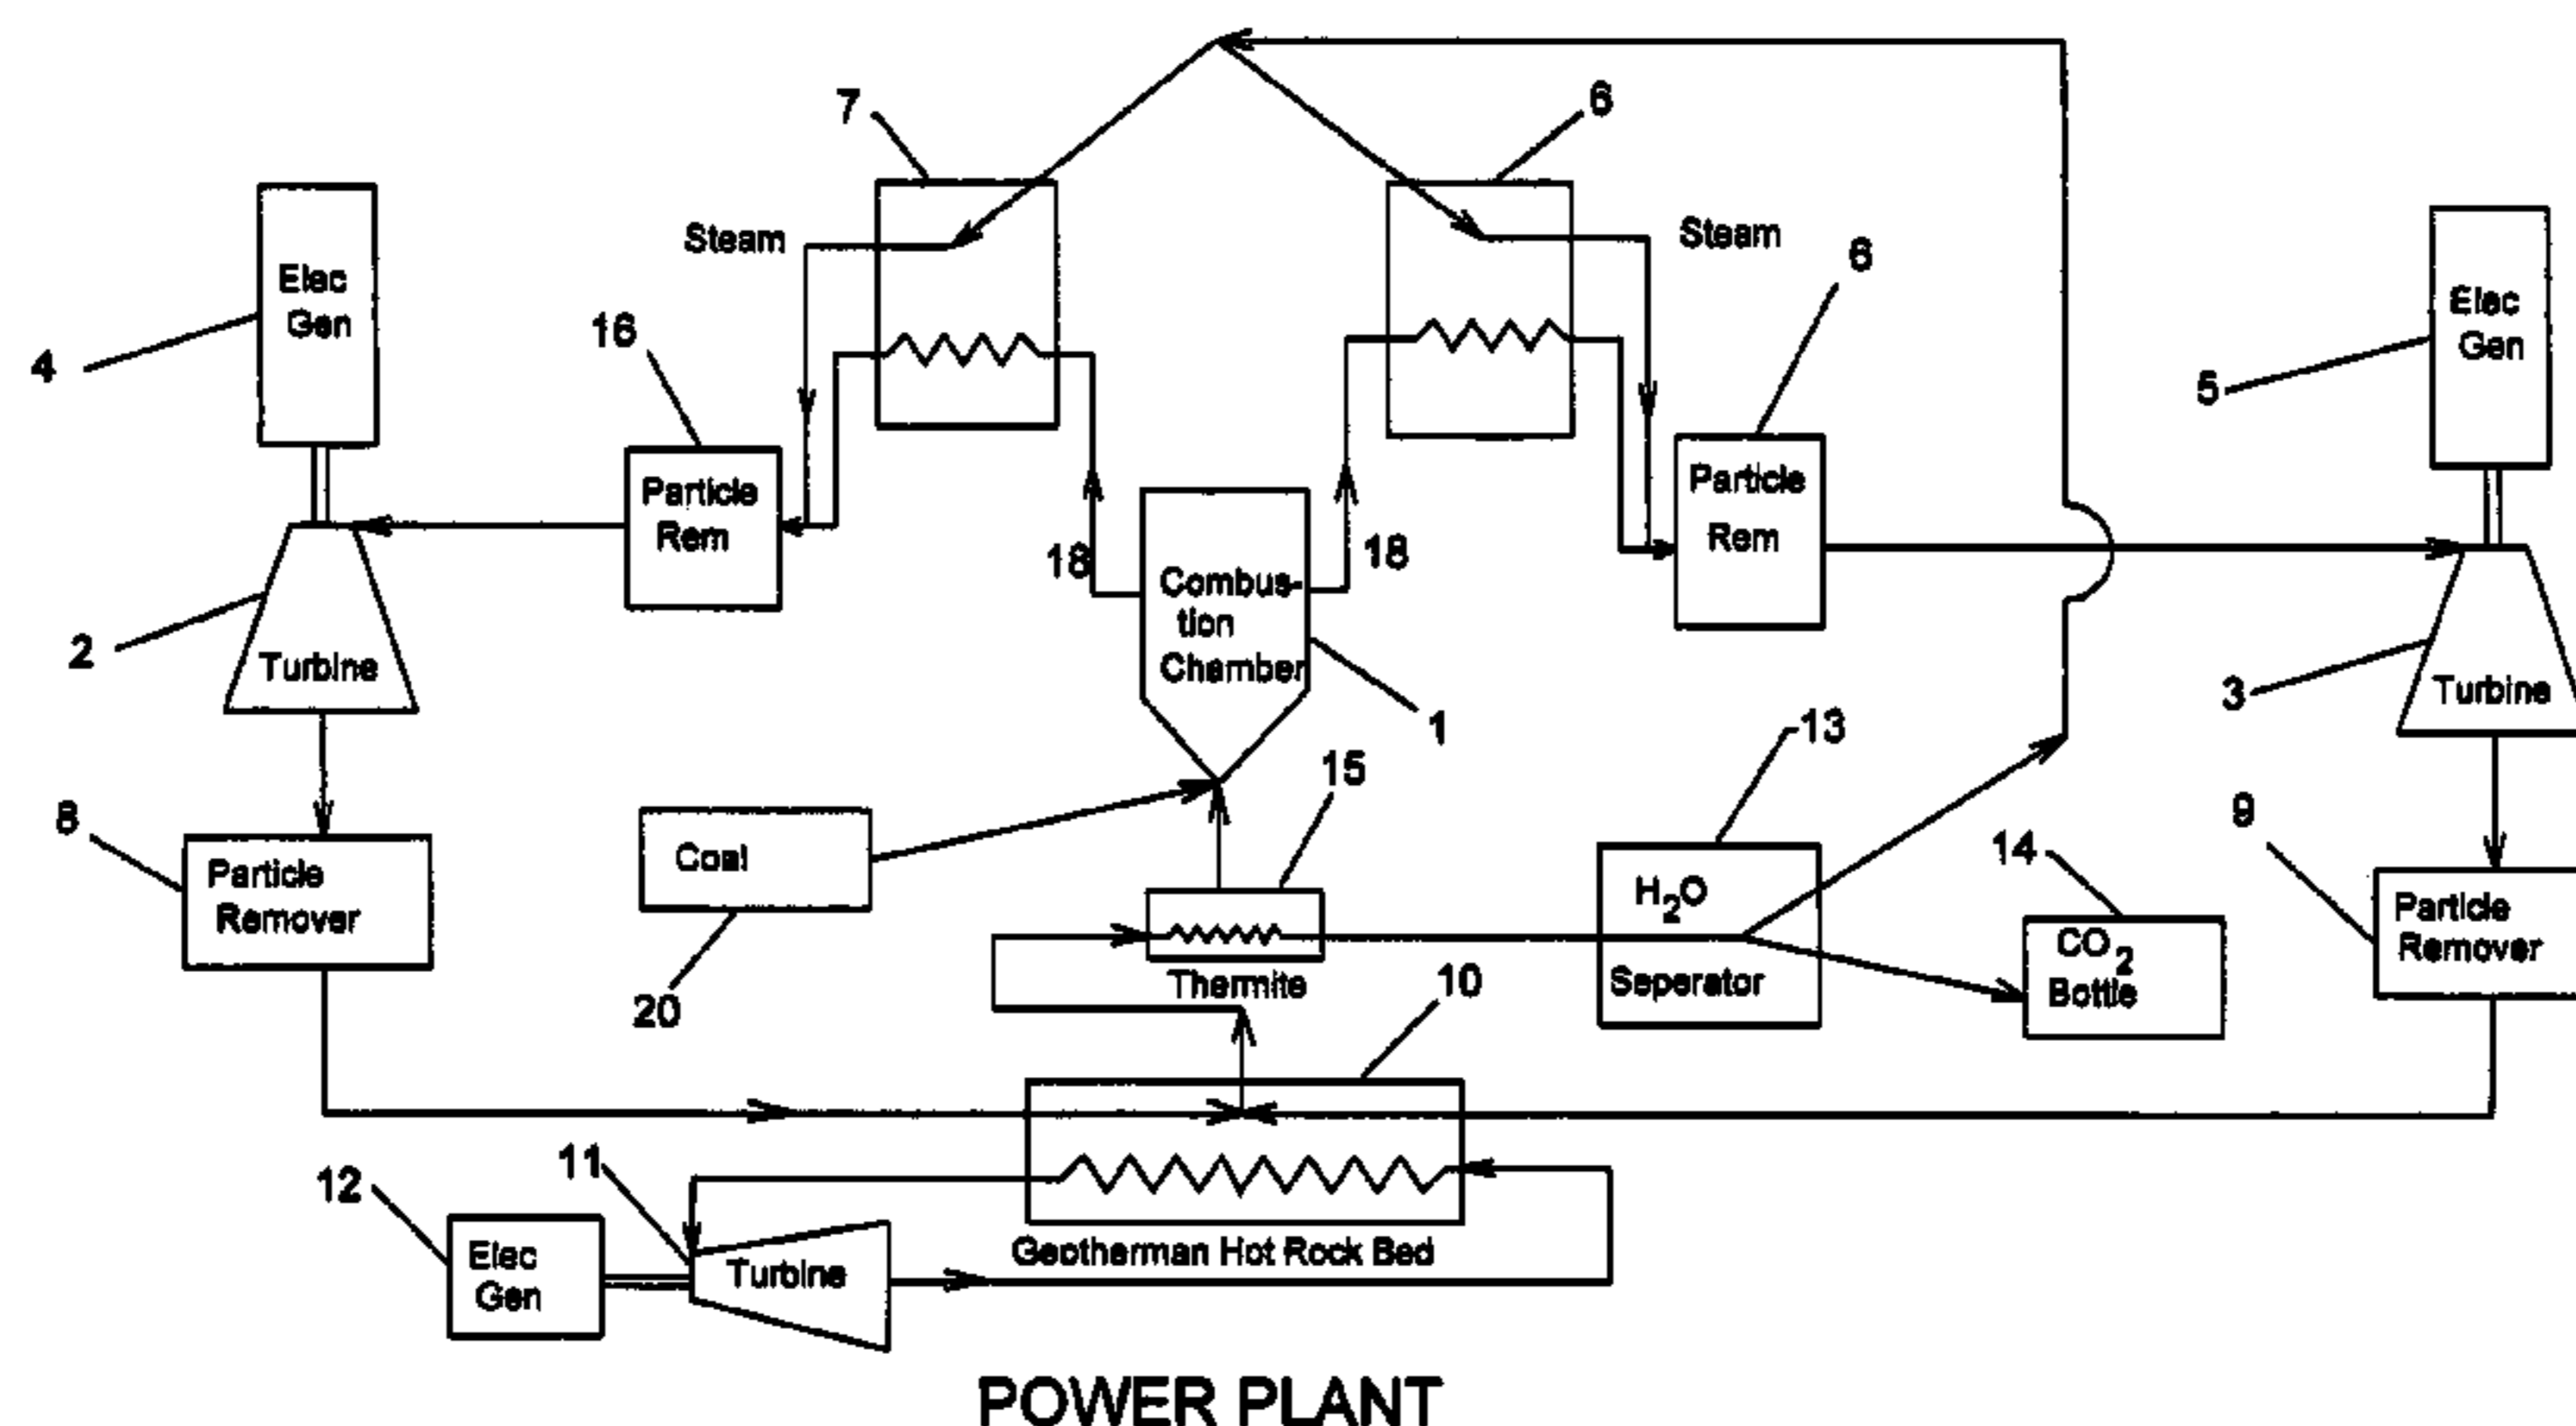 7
6
Steam
Steam
6
Elec
Gen
4
16
Elec
Gen
5
Particle
Rem
Particle
Rem
18
18
Combus-
tion
Chamber
1
2
Turbine
3
Turbine
13
15
8
Particle
Remover
Coal
20
H2O
Seperator
14
CO2
Bottle
9
Particle
Remover
Thermite
10
11
12
Elec
Gen
Turbine
Geotherman Hot Rock Bed
POWER PLANT